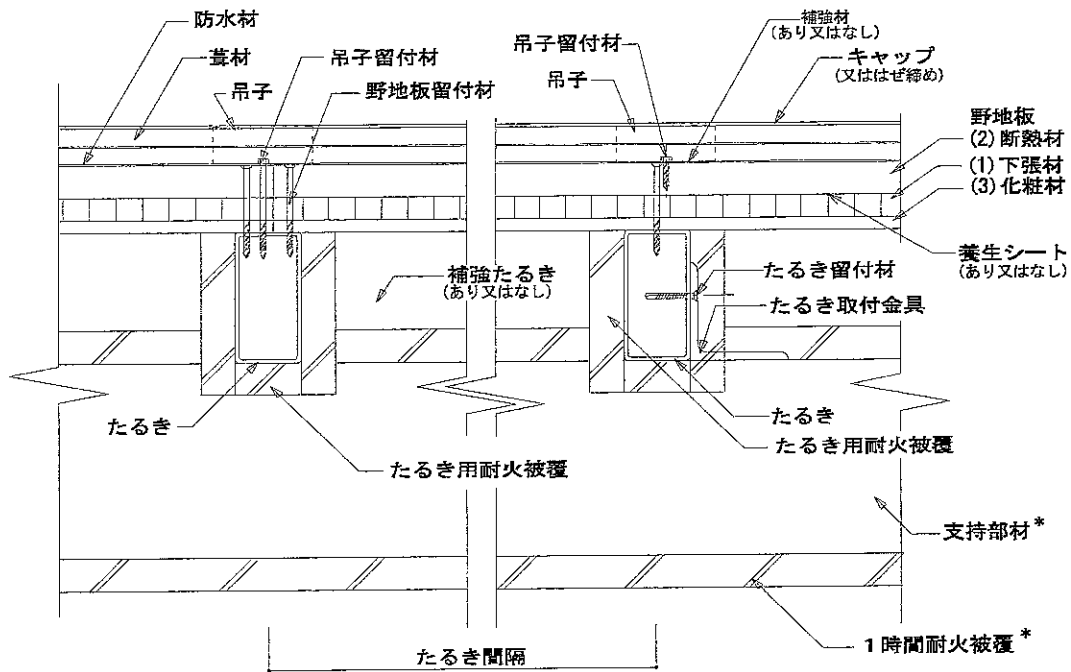 防水材
葺材
吊子留付材
吊子
野地板留付材
吊子留付材
吊子
補強材
(あり又はなし)
キャップ
(又ははぜ締め)
野地板
(2) 断熱材
(1) 下張材
(3) 化粧材
養生シート
(あり又はなし)
補強たるき
(あり又はなし)
たるき留付材
たるき取付金具
たるき
たるき用耐火被覆
たるき
たるき用耐火被覆
支持部材*
1時間耐火被覆*
たるき間隔